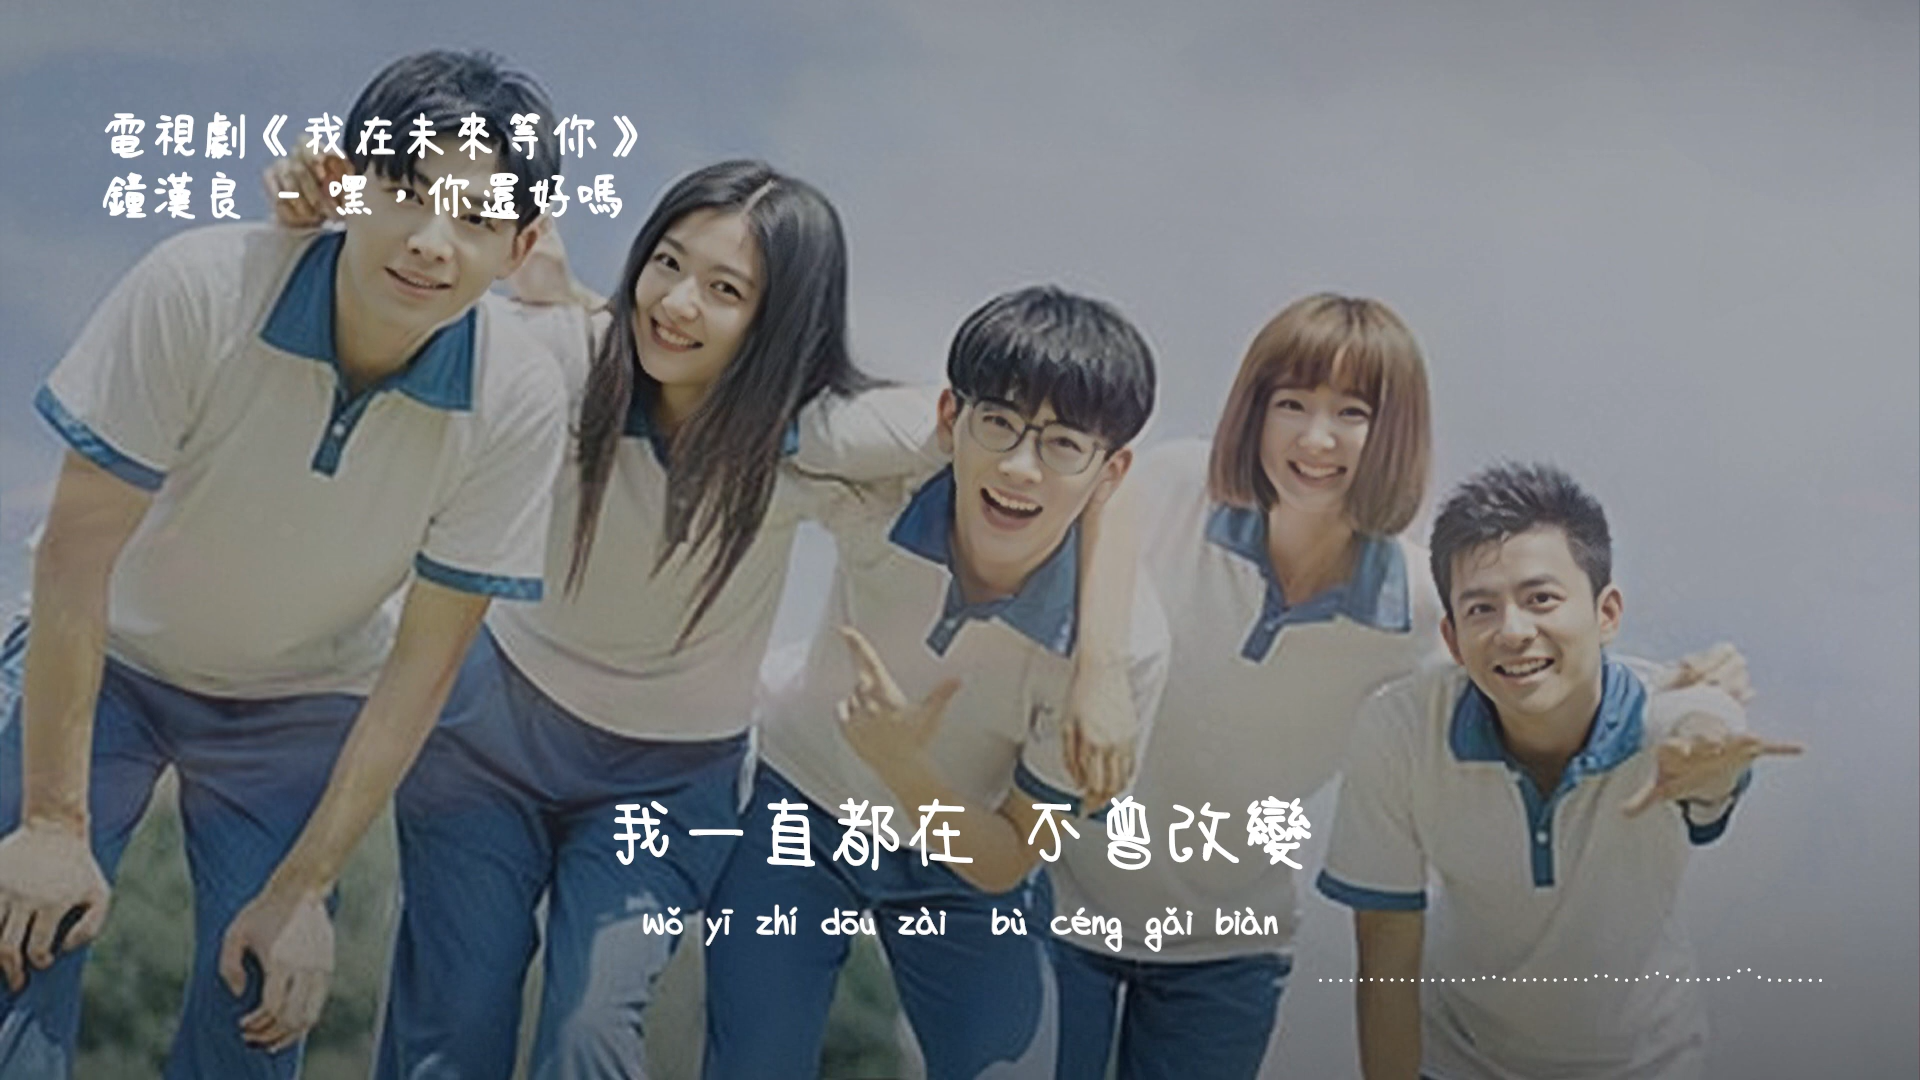 電視劇《我在未來等你》
鐘漢良 - 嘿，你還好嗎
我一直都在 不曾改變
wǒ yī zhí dōu zài  bù céng gǎi biàn